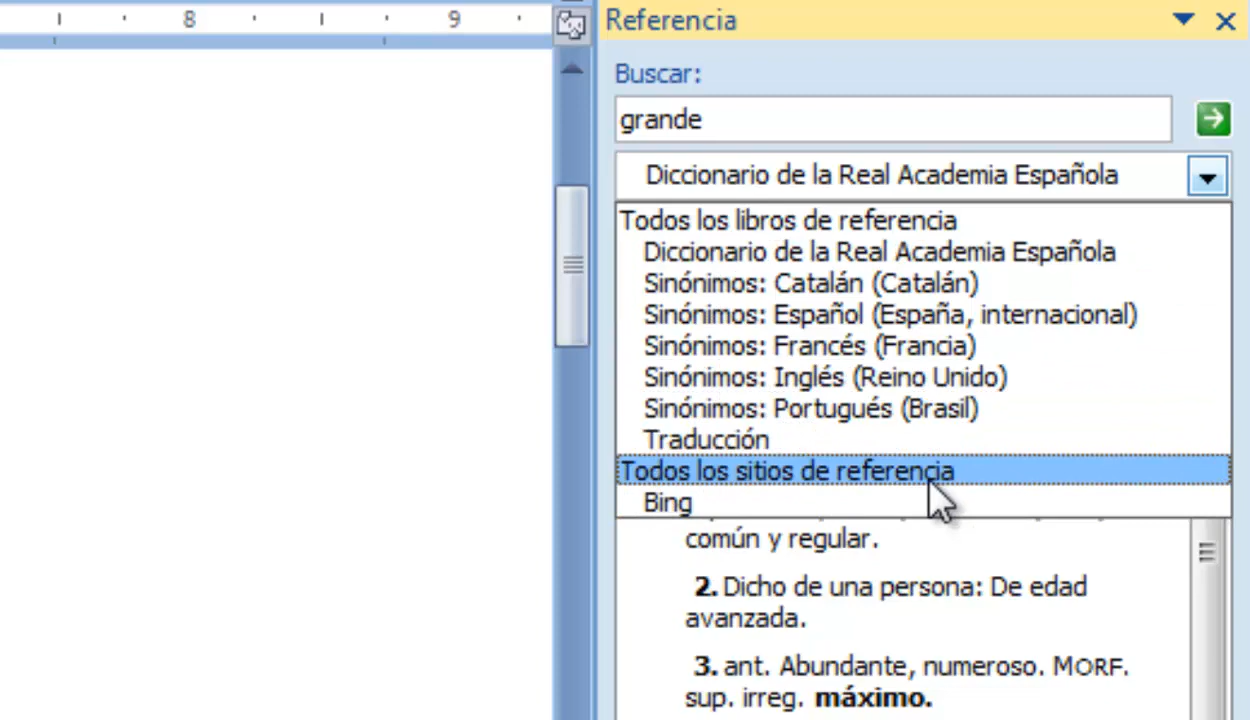 8 9
Referencia
Buscar:
grande
Diccionario de la Real Academia Española
Todos los libros de referencia
Diccionario de la Real Academia Española
Sinónimos: Catalán (Catalán)
Sinónimos: Español (España, internacional)
Sinónimos: Francés (Francia)
Sinónimos: Inglés (Reino Unido)
Sinónimos: Portugués (Brasil)
Traducción
Todos los sitios de referencia
Bing
común y regular.
2. Dicho de una persona: De edad
avanzada.
3. ant. Abundante, numeroso. MORF.
sup. irreg. máximo.